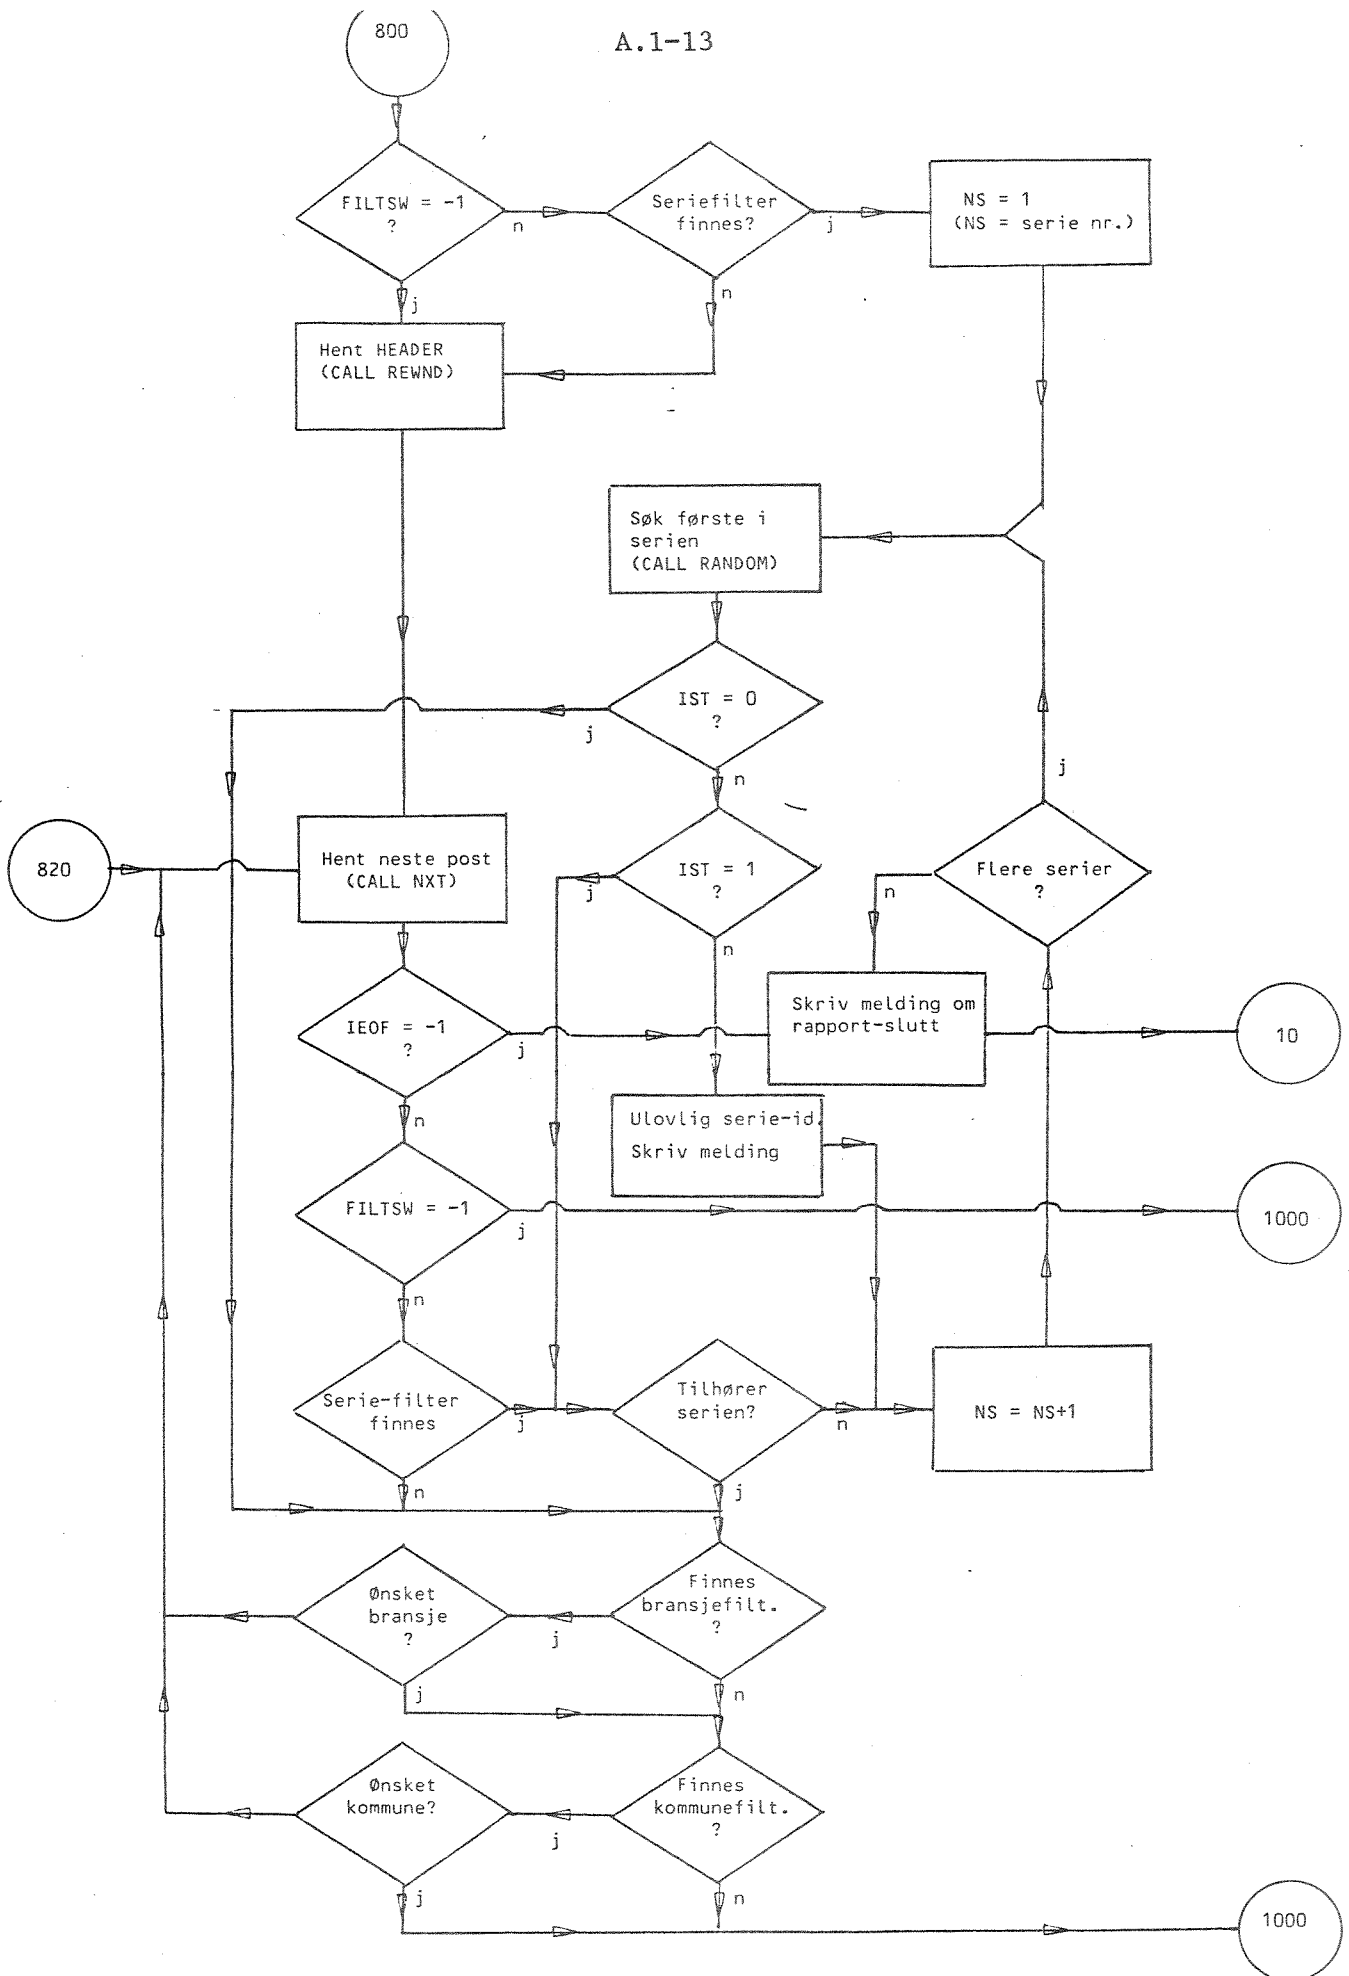 800
A.1-13
FILTSW = -1
?
n
j
Seriefilter
finnes?
j
n
NS = 1
(NS = serie nr.)
Hent HEADER
(CALL REWND)
Søk første i
serien
(CALL RANDOM)
IST = 0
?
j
n
j
820
Hent neste post
(CALL NXT)
IST = 1
?
j
n
Flere serier
?
n
IEOF = -1
?
j
n
Skriv melding om
rapport-slutt
10
Ulovlig serie-id.
Skriv melding
FILTSW = -1
j
n
1000
Serie-filter
finnes
j
n
Tilhører
serien?
n
j
NS = NS+1
Ønsket
bransje
?
j
Finnes
bransjefilt.
?
j
n
Ønsket
kommune?
j
Finnes
kommunefilt.
?
j
n
1000